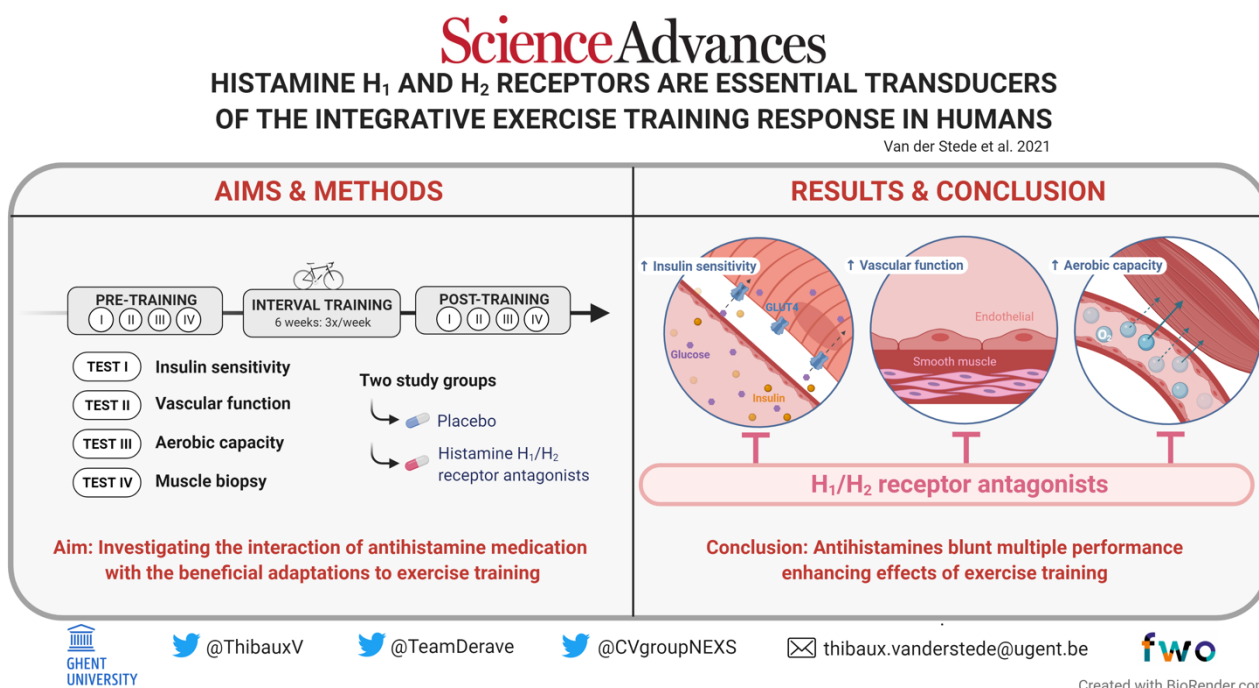 Science Advances
HISTAMINE H₁ AND H₂ RECEPTORS ARE ESSENTIAL TRANSDUCERS
OF THE INTEGRATIVE EXERCISE TRAINING RESPONSE IN HUMANS
Van der Stede et al. 2021
AIMS & METHODS
PRE-TRAINING
I II III IV
INTERVAL TRAINING
6 weeks: 3x/week
POST-TRAINING
I II III IV
TEST I Insulin sensitivity
TEST II Vascular function
TEST III Aerobic capacity
TEST IV Muscle biopsy
Two study groups
Placebo
Histamine H₁/H₂
receptor antagonists
Aim: Investigating the interaction of antihistamine medication
with the beneficial adaptations to exercise training
RESULTS & CONCLUSION
↑ Insulin sensitivity
GLUT4
Glucose
Insulin
↑ Vascular function
Endothelial
Smooth muscle
↑ Aerobic capacity
O₂
H₁/H₂ receptor antagonists
Conclusion: Antihistamines blunt multiple performance
enhancing effects of exercise training
GHENT
UNIVERSITY
@ThibauxV
@TeamDerave
@CVgroupNEXS
thibaux.vanderstede@ugent.be
fwo
Created with BioRender.com